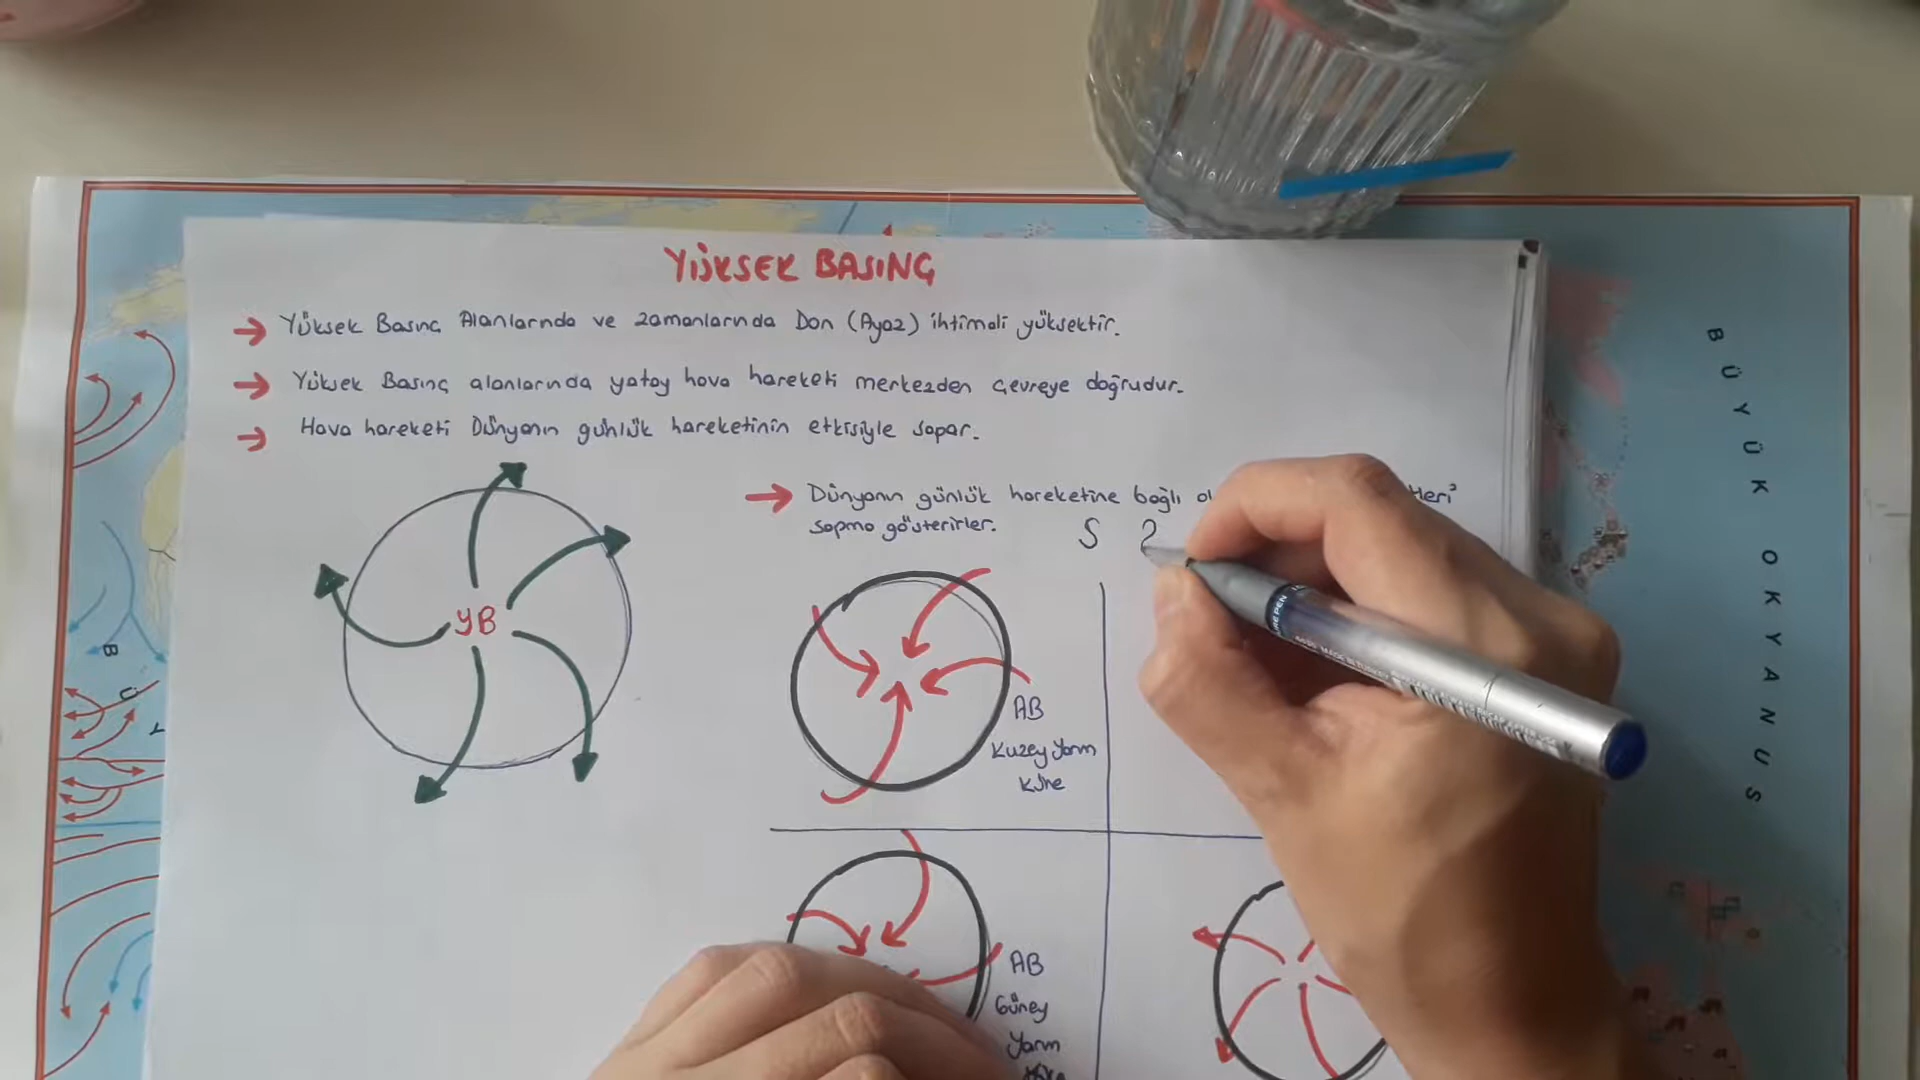 YÜKSEK BASINÇ
→ Yüksek Basınç Alanlarında ve zamanlarında Don (Ayaz) ihtimali yüksektir.
→ Yüksek Basınç alanlarında yatay hava hareketi merkezden çevreye doğrudur.
→ Hava hareketi Dünyanın günlük hareketinin etkisiyle sapar.
YB
→ Dünyanın günlük hareketine bağlı
sapma gösterirler.
S 2
AB
Kuzey Yarım
Küre
AB
Güney
Yarım
BÜYÜK OKYANUS
B
Ü
Y